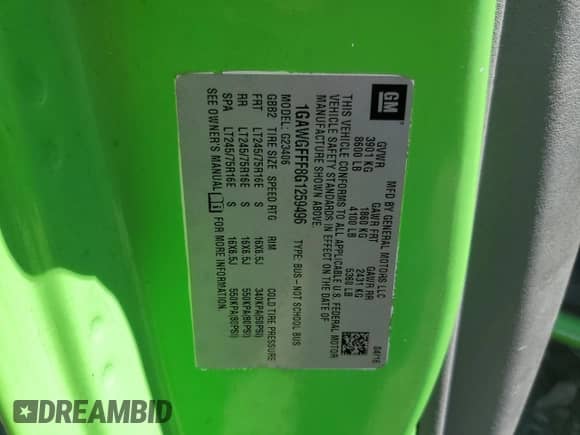 GM
MFD BY GENERAL MOTORS LLC
04/16
GVWR GAWR FRT GAWR RR
3901 KG 1860 KG 2431 KG
8600 LB 4100 LB 5360 LB
THIS VEHICLE CONFORMS TO ALL APPLICABLE U.S. FEDERAL MOTOR
VEHICLE SAFETY STANDARDS IN EFFECT ON THE DATE OF
MANUFACTURE SHOWN ABOVE.
1GAWGFFF8G1259496 TYPE: BUS-NOT SCHOOL BUS
MODEL: G23406
GBB2 TIRE SIZE SPEED RTG RIM COLD TIRE PRESSURE
FRT LT245/75R16E S 16X6.5J 340KPA(50PSI)
RR LT245/75R16E S 16X6.5J 550KPA(80PSI)
SPA LT245/75R16E S 16X6.5J 550KPA(80PSI)
SEE OWNER'S MANUAL FOR MORE INFORMATION.
DREAMBID